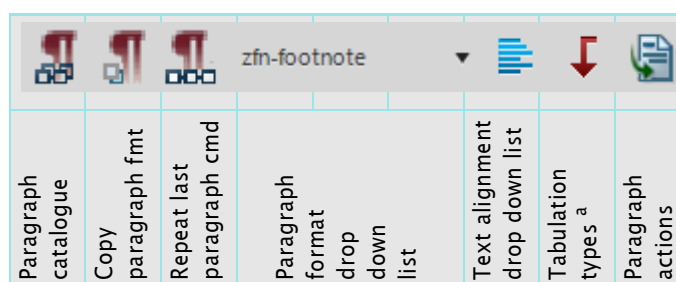 zfn-footnote
Paragraph
catalogue
Copy
paragraph fmt
Repeat last
paragraph cmd
Paragraph
format
drop
down
list
Text alignment
drop down list
Tabulation
types a
Paragraph
actions